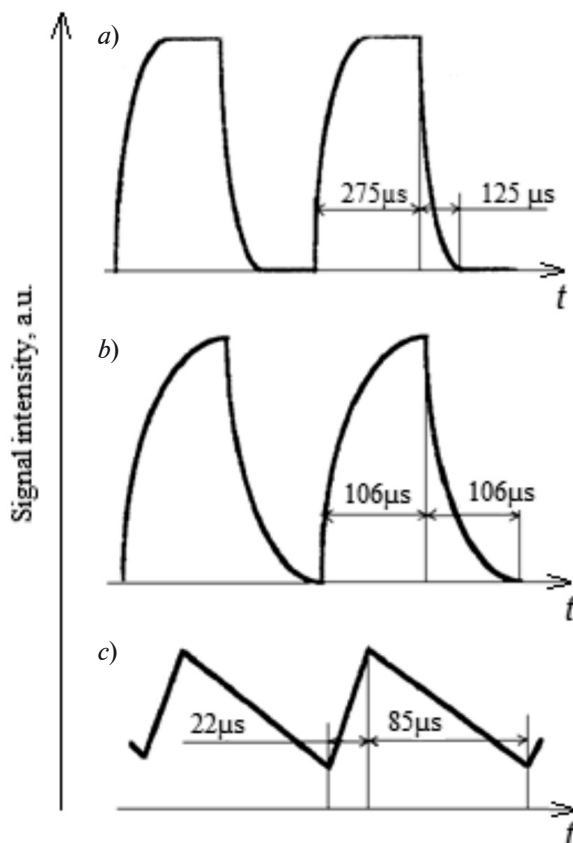 Signal intensity, a.u.
a)
275μs
125 μs
t
b)
106μs
106μs
t
c)
22μs
85μs
t